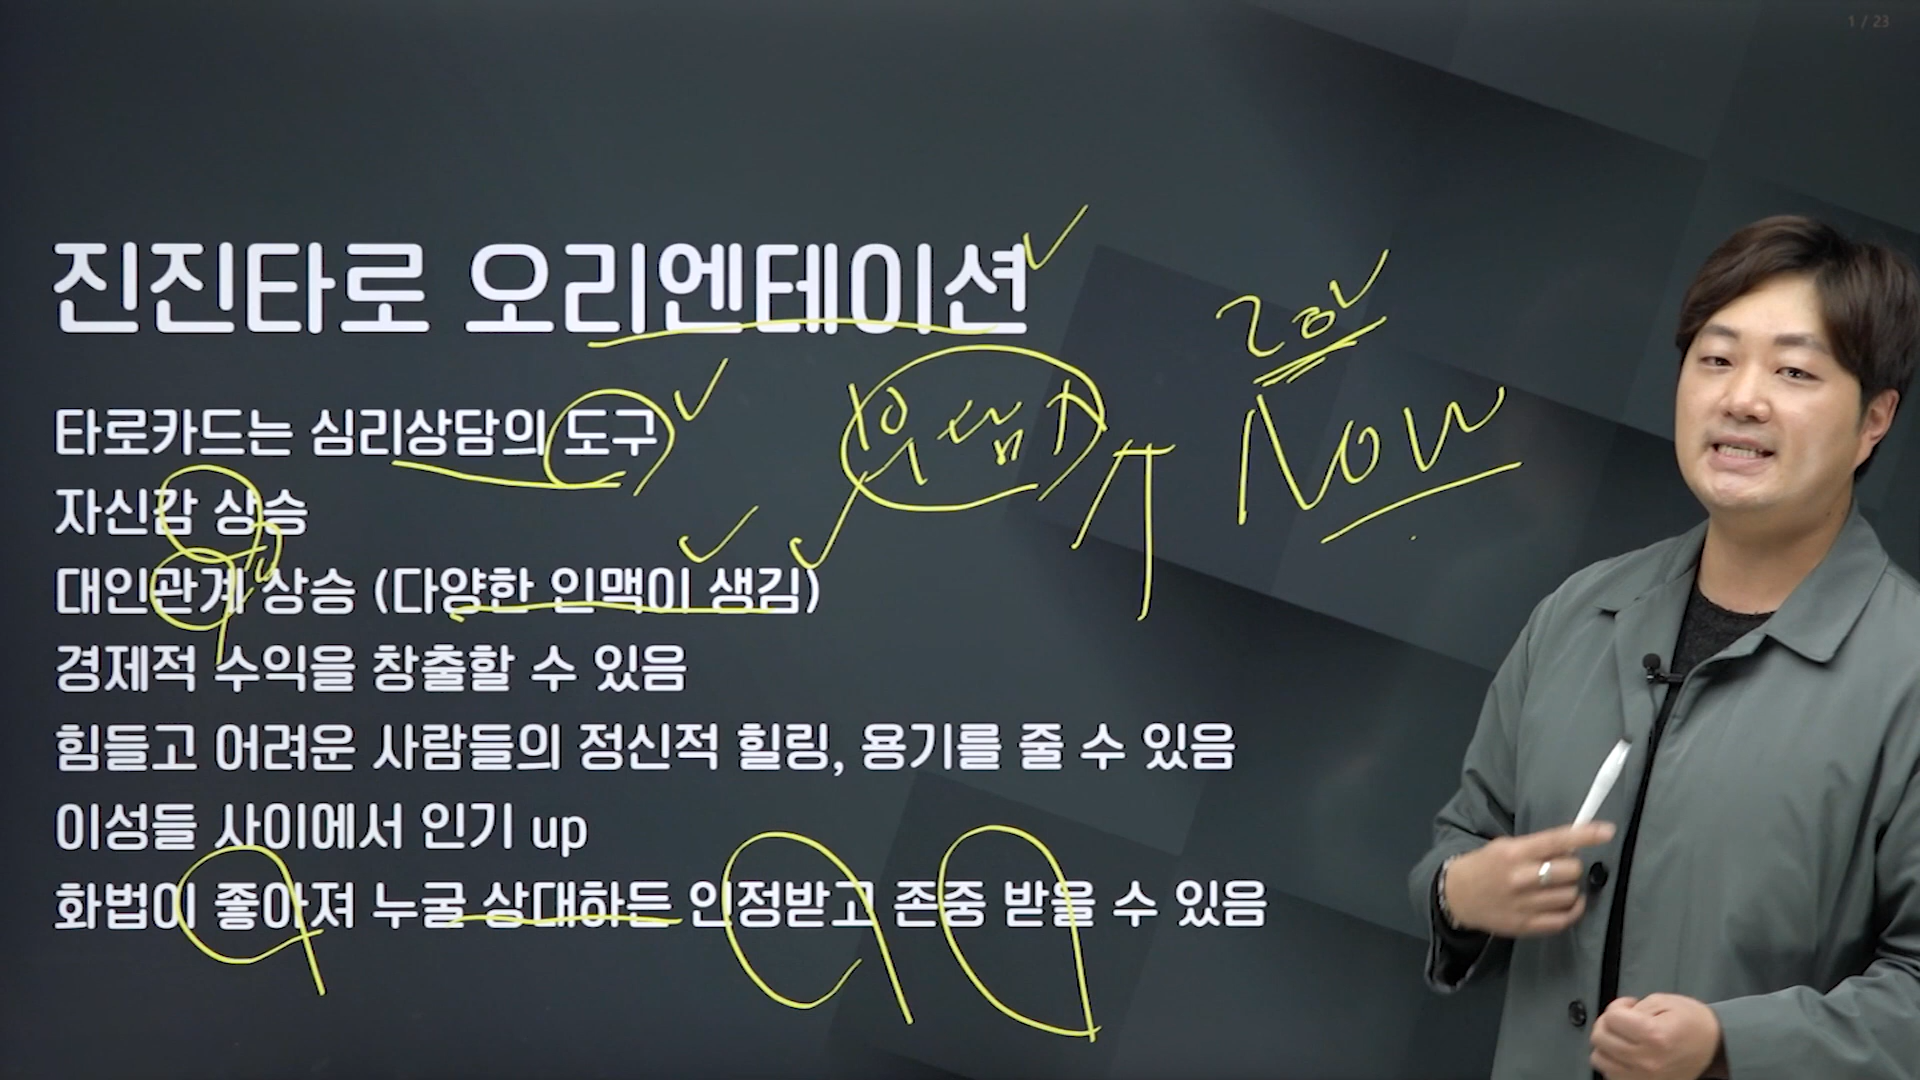 1 / 23
진진타로 오리엔테이션
타로카드는 심리상담의 도구
자신감 상승
대인관계 상승 (다양한 인맥이 생김)
경제적 수익을 창출할 수 있음
힘들고 어려운 사람들의 정신적 힐링, 용기를 줄 수 있음
이성들 사이에서 인기 up
화법이 좋아져 누굴 상대하든 인정받고 존중 받을 수 있음
Now